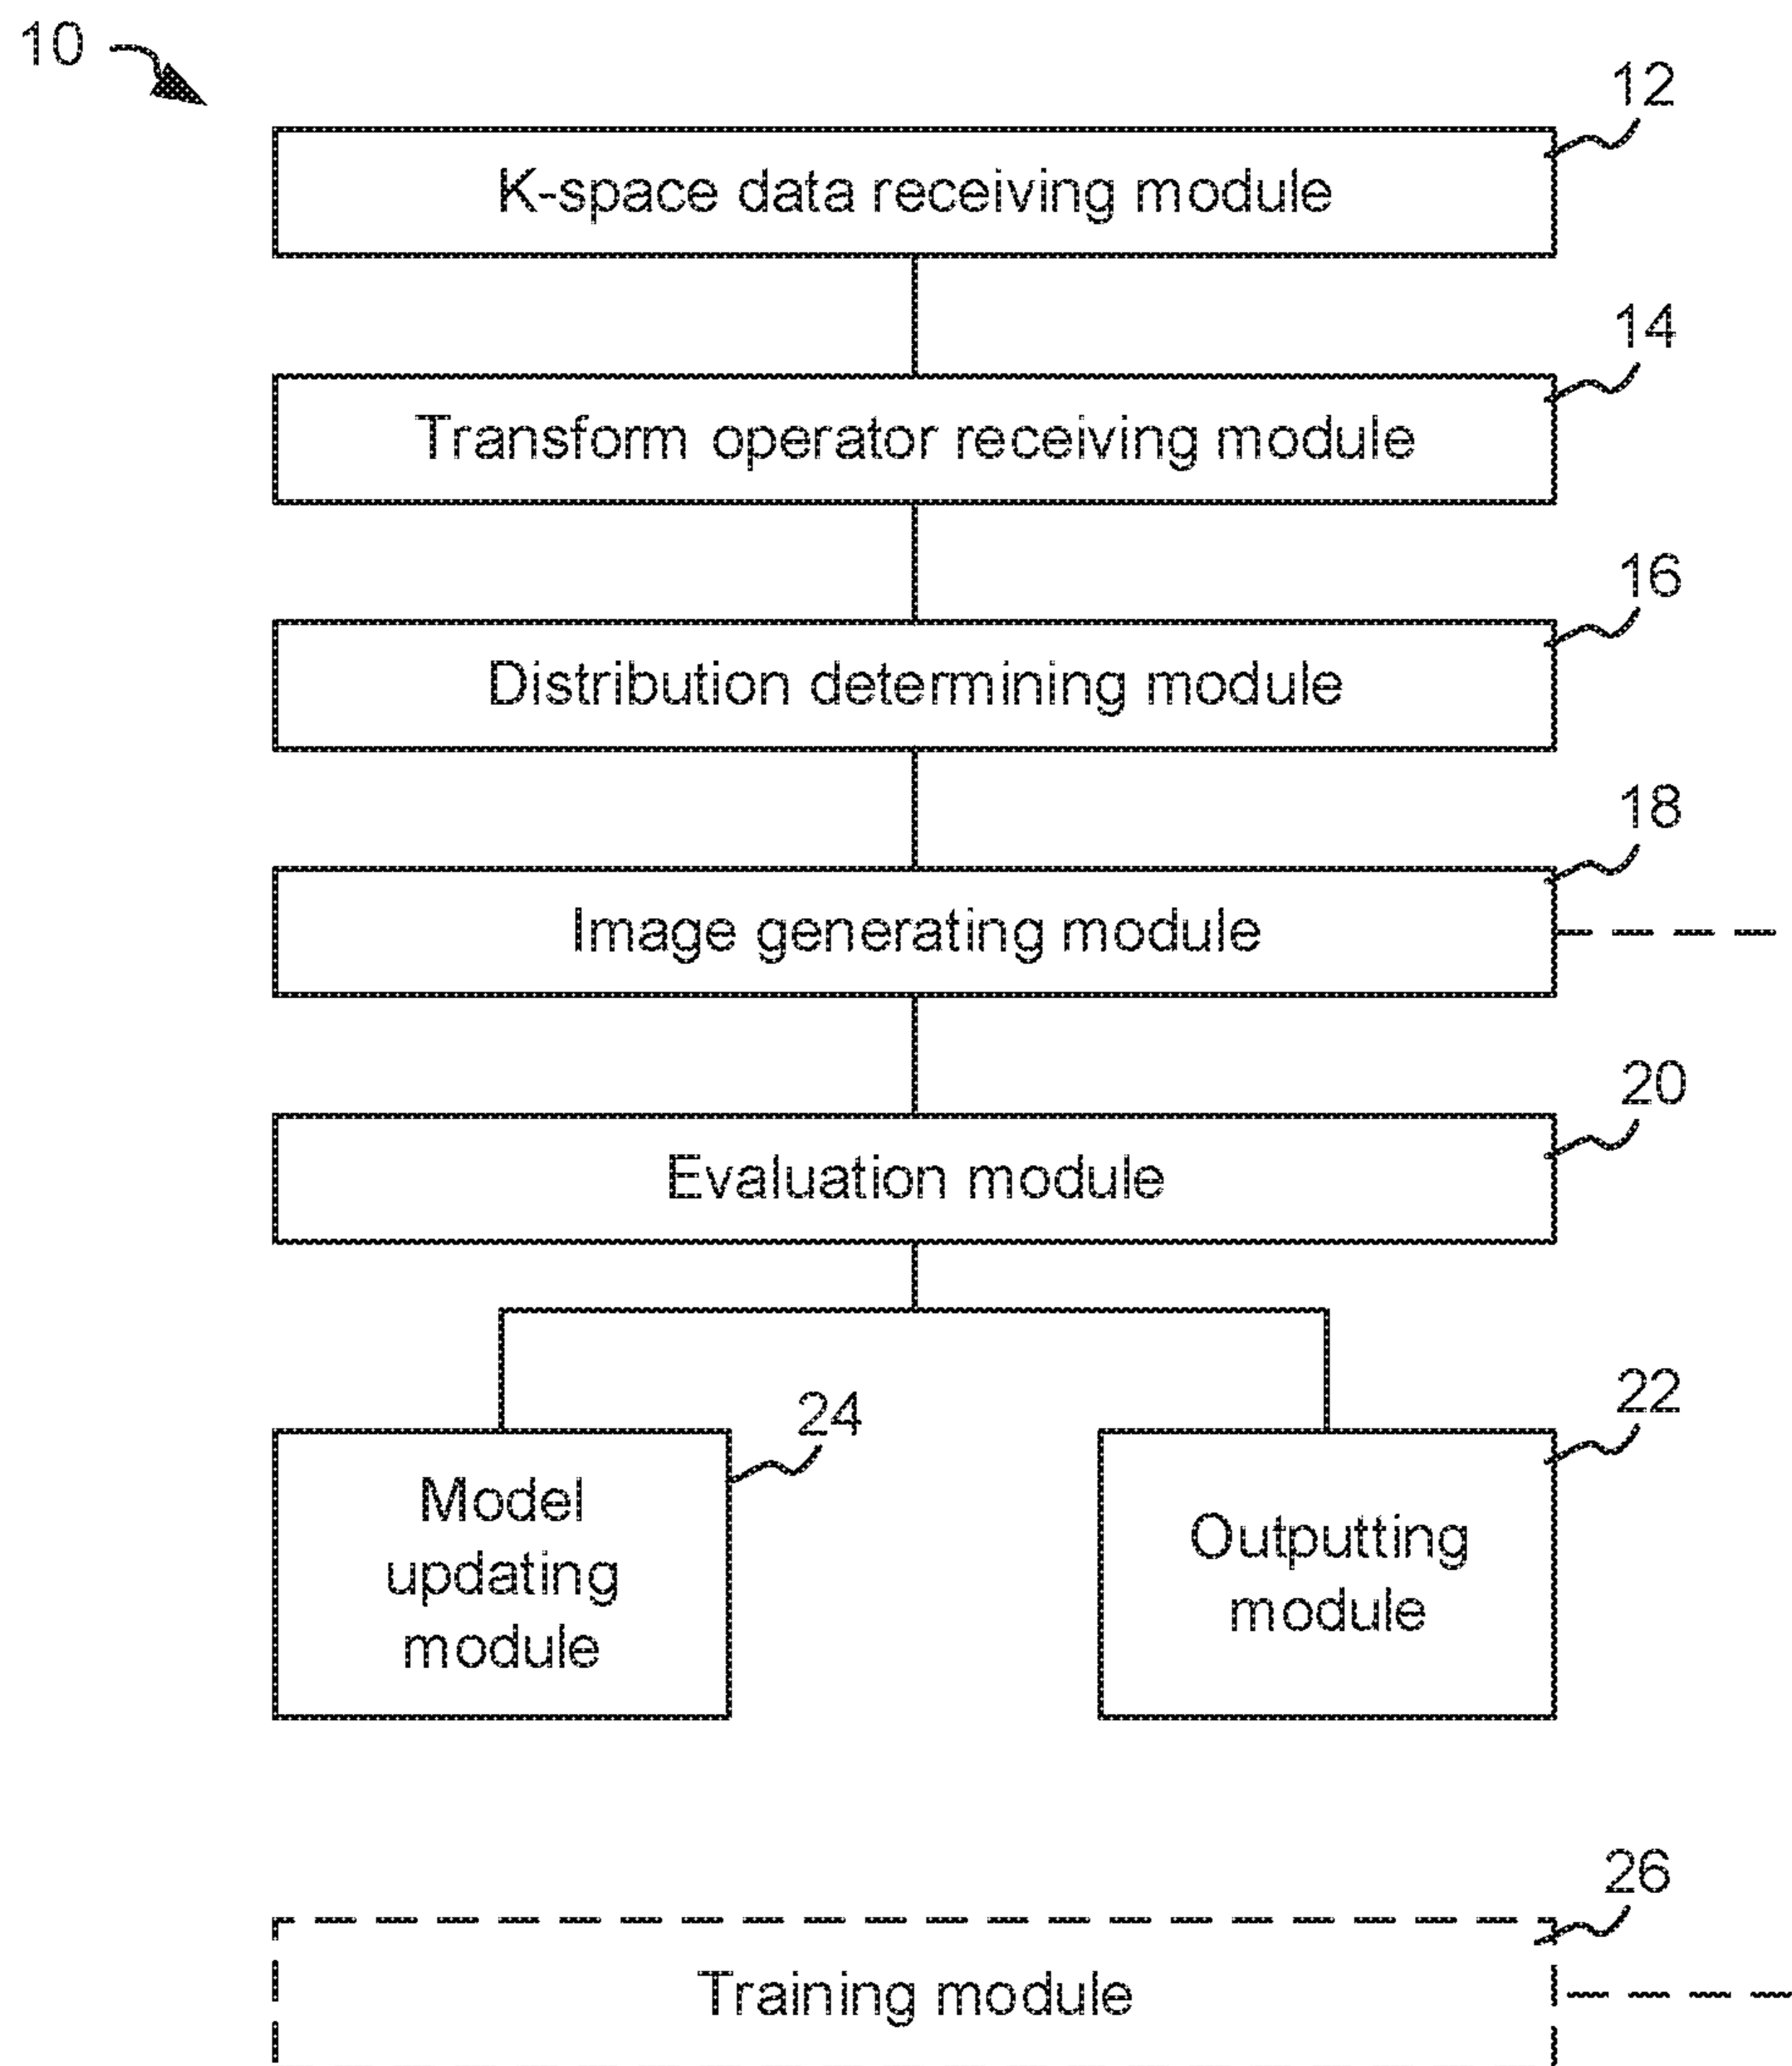 10
12
K-space data receiving module
14
Transform operator receiving module
16
Distribution determining module
18
Image generating module
20
Evaluation module
24
22
Model
updating
module
Outputting
module
26
Training module